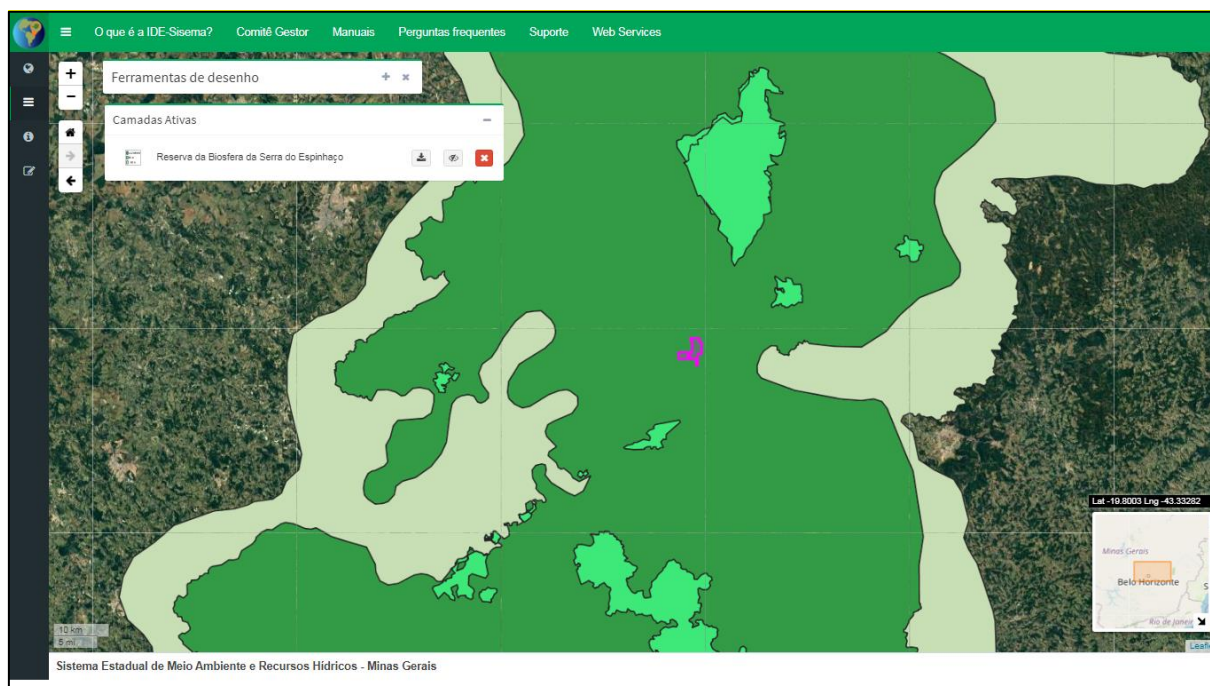 O que é a IDE-Sisema? Comitê Gestor Manuais Perguntas frequentes Suporte Web Services
+
−
Ferramentas de desenho
Camadas Ativas
Reserva da Biosfera da Serra do Espinhaço
Lat -19.8003 Lng -43.33282
Minas Gerais
Belo Horizonte
Rio de Janei
10 km
5 mi
Leafle
Sistema Estadual de Meio Ambiente e Recursos Hídricos - Minas Gerais